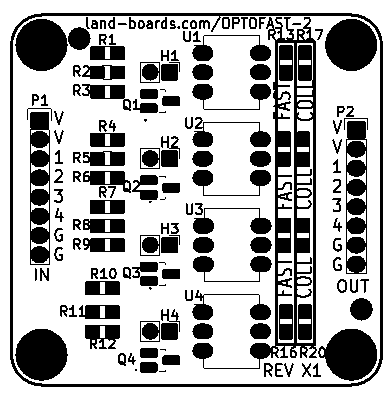 land-boards.com/OPTOFAST-2
R1 H1 U1 R13 R17
R2
R3
Q1
P1
V
V
1
2
3
4
G
G
IN
R4 H2 U2
R5
R6
Q2
R7 H3 U3
R8
R9
Q3
R10 H4 U4
R11
R12
Q4
FAST COLL
FAST COLL
FAST COLL
P2
V
V
1
2
3
4
G
G
OUT
R16 R20
REV X1